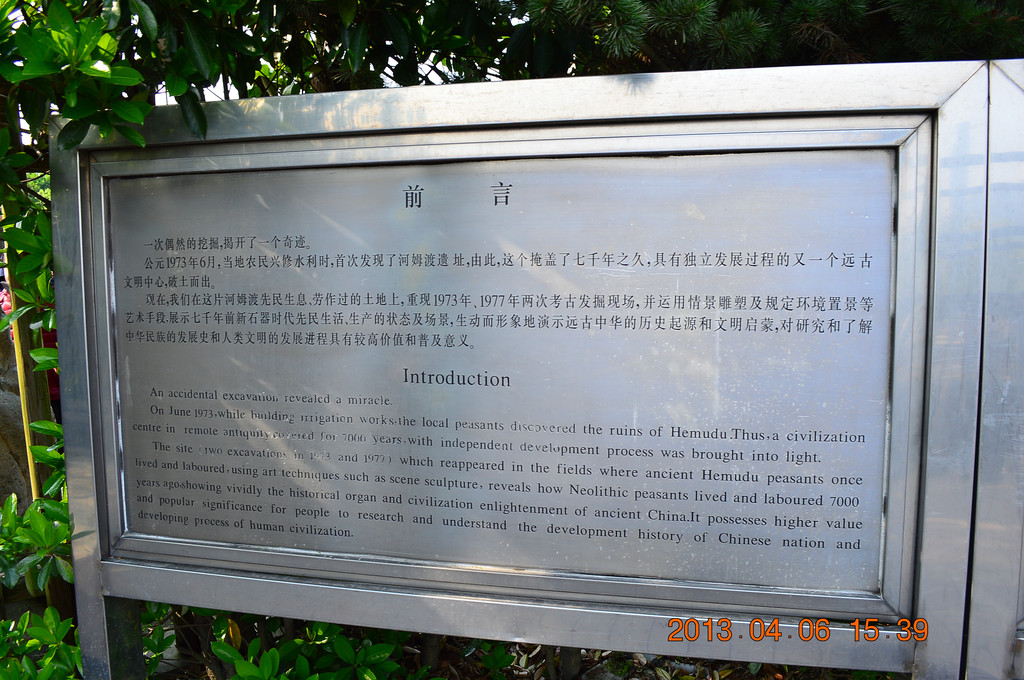 前 言
一次偶然的挖掘,揭开了一个奇迹。
公元1973年6月,当地农民兴修水利时,首次发现了河姆渡遗 址,由此,这个掩盖了七千年之久,具有独立发展过程的又一个远 古
文明中心,破土而出。
现在,我们在这片河姆渡先民生息、劳作过的土地上,重现1973年、1977年两次考古发掘现场,并运用情景雕塑及规定环境置景等
艺术手段,展示七千年前新石器时代先民生活、生产的状态及场景,生动而形象地演示远古中华的历史起源和文明启蒙,对研究和了解
中华民族的发展史和人类文明的发展进程具有较高价值和普及意义。
Introduction
An accidental excavation revealed a miracle.
On June 1973,while building irrigation works,the local peasants discovered the ruins of Hemudu.Thus,a civilization
centre in remote antiquity covered for 7000 years,with independent development process was brought into light.
The site (two excavations in 1973 and 1977) which reappeared in the fields where ancient Hemudu peasants once
lived and laboured,using art techniques such as scene sculpture, reveals how Neolithic peasants lived and laboured 7000
years ago,showing vividly the historical organ and civilization enlightenment of ancient China.It possesses higher value
and popular significance for people to research and understand the development history of Chinese nation and
developing process of human civilization.
2013.04.06 15.39